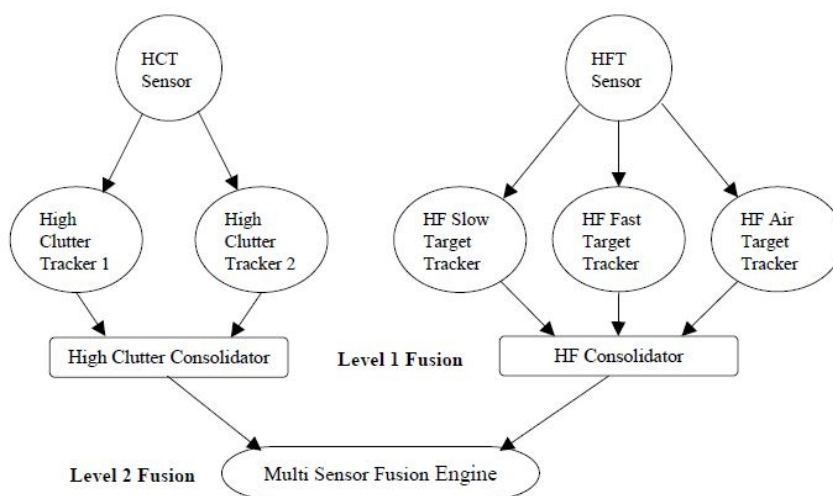 HCT
Sensor
HFT
Sensor
High
Clutter
Tracker 1
High
Clutter
Tracker 2
HF Slow
Target
Tracker
HF Fast
Target
Tracker
HF Air
Target
Tracker
High Clutter Consolidator
Level 1 Fusion
HF Consolidator
Level 2 Fusion
Multi Sensor Fusion Engine